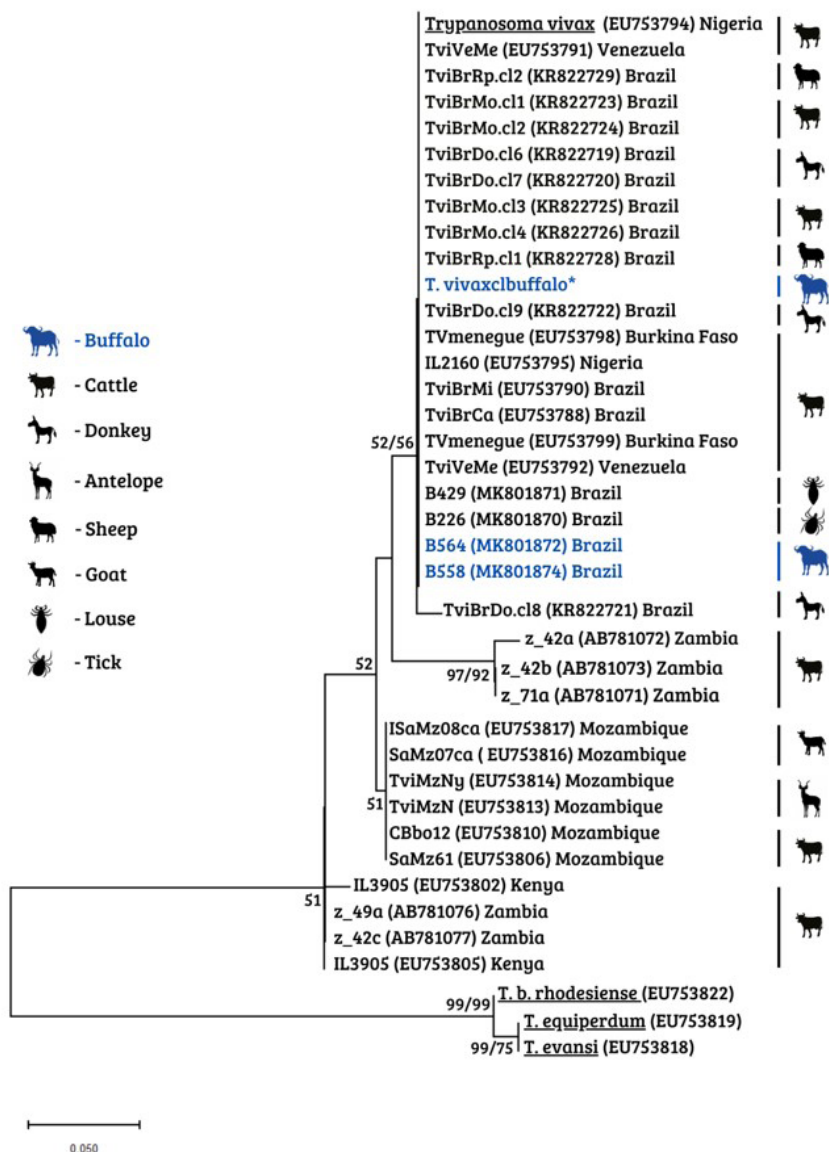 Trypanosoma vivax (EU753794) Nigeria
TviVeMe (EU753791) Venezuela
TviBrRp.cl2 (KR822729) Brazil
TviBrMo.cl1 (KR822723) Brazil
TviBrMo.cl2 (KR822724) Brazil
TviBrDo.cl6 (KR822719) Brazil
TviBrDo.cl7 (KR822720) Brazil
TviBrMo.cl3 (KR822725) Brazil
TviBrMo.cl4 (KR822726) Brazil
TviBrRp.cl1 (KR822728) Brazil
T. vivaxclbuffalo*
TviBrDo.cl9 (KR822722) Brazil
TVmenegue (EU753798) Burkina Faso
IL2160 (EU753795) Nigeria
TviBrMi (EU753790) Brazil
TviBrCa (EU753788) Brazil
TVmenegue (EU753799) Burkina Faso
TviVeMe (EU753792) Venezuela
B429 (MK801871) Brazil
B226 (MK801870) Brazil
B564 (MK801872) Brazil
B558 (MK801874) Brazil
TviBrDo.cl8 (KR822721) Brazil
z_42a (AB781072) Zambia
z_42b (AB781073) Zambia
z_71a (AB781071) Zambia
ISaMz08ca (EU753817) Mozambique
SaMz07ca ( EU753816) Mozambique
TviMzNy (EU753814) Mozambique
TviMzN (EU753813) Mozambique
CBbo12 (EU753810) Mozambique
SaMz61 (EU753806) Mozambique
IL3905 (EU753802) Kenya
z_49a (AB781076) Zambia
z_42c (AB781077) Zambia
IL3905 (EU753805) Kenya
T. b. rhodesiense (EU753822)
T. equiperdum (EU753819)
T. evansi (EU753818)
52/56
52
97/92
51
51
99/99
99/75
- Buffalo
- Cattle
- Donkey
- Antelope
- Sheep
- Goat
- Louse
- Tick
0.050